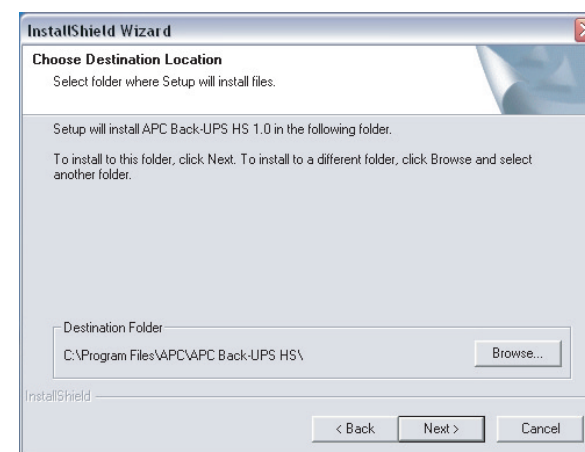 InstallShield Wizard
Choose Destination Location
Select folder where Setup will install files.
Setup will install APC Back-UPS HS 1.0 in the following folder.
To install to this folder, click Next. To install to a different folder, click Browse and select
another folder.
Destination Folder
C:\Program Files\APC\APC Back-UPS HS\
Browse...
InstallShield
< Back
Next >
Cancel